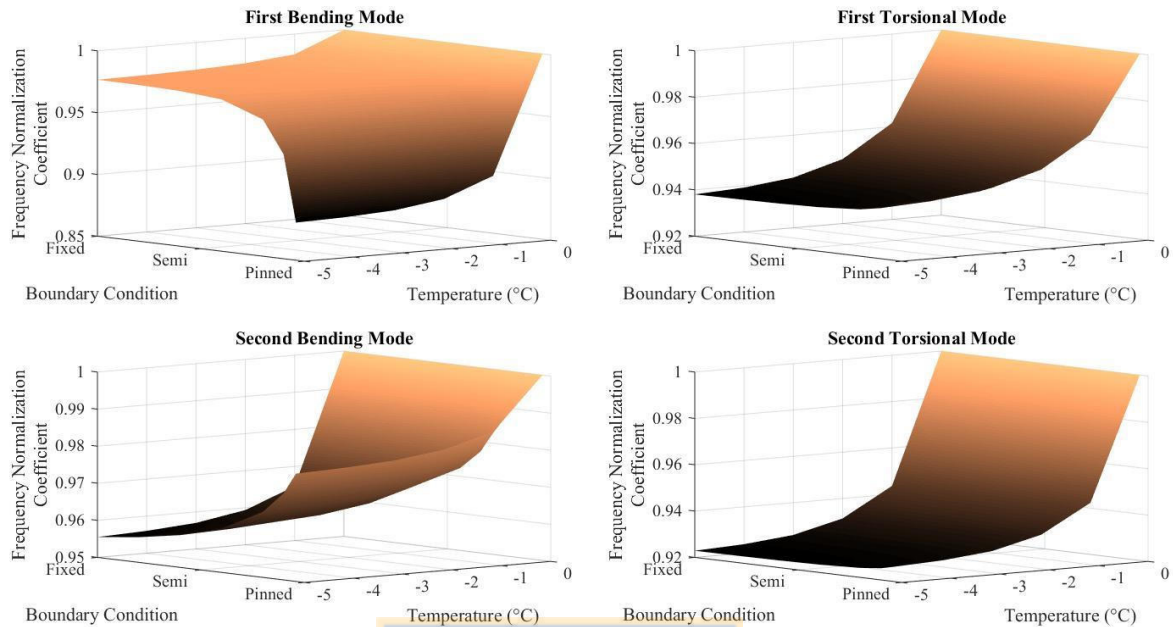 First Bending Mode
Frequency Normalization
Coefficient
1
0.95
0.9
0.85
Fixed
Semi
Pinned
-5
-4
-3
-2
-1
0
Boundary Condition
Temperature (°C)
First Torsional Mode
Frequency Normalization
Coefficient
1
0.98
0.96
0.94
0.92
Fixed
Semi
Pinned
-5
-4
-3
-2
-1
0
Boundary Condition
Temperature (°C)
Second Bending Mode
Frequency Normalization
Coefficient
1
0.99
0.98
0.97
0.96
0.95
Fixed
Semi
Pinned
-5
-4
-3
-2
-1
0
Boundary Condition
Temperature (°C)
Second Torsional Mode
Frequency Normalization
Coefficient
1
0.98
0.96
0.94
0.92
Fixed
Semi
Pinned
-5
-4
-3
-2
-1
0
Boundary Condition
Temperature (°C)